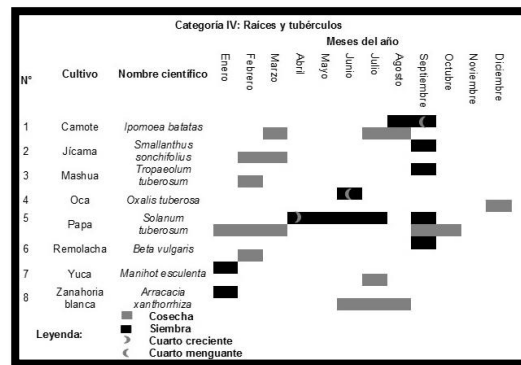 Categoría IV: Raíces y tubérculos
Meses del año
N° Cultivo Nombre científico Enero Febrero Marzo Abril Mayo Junio Julio Agosto Septiembre Octubre Noviembre Diciembre
1 Camote Ipomoea batatas
2 Jícama Smallanthus sonchifolius
3 Mashua Tropaeolum tuberosum
4 Oca Oxalis tuberosa
5 Papa Solanum tuberosum
6 Remolacha Beta vulgaris
7 Yuca Manihot esculenta
8 Zanahoria blanca Arracacia xanthorrhiza
Leyenda:
Cosecha
Siembra
Cuarto creciente
Cuarto menguante